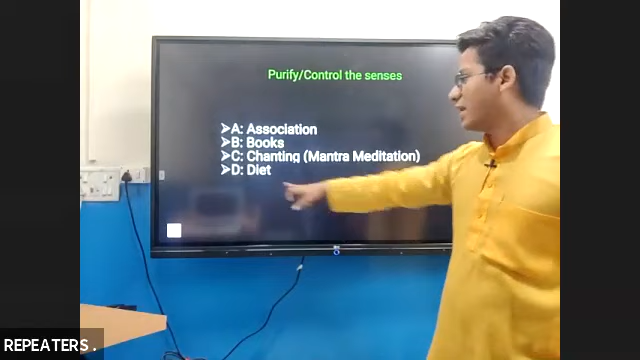 Purify/Control the senses
➤A: Association
➤B: Books
➤C: Chanting (Mantra Meditation)
➤D: Diet
REPEATERS .